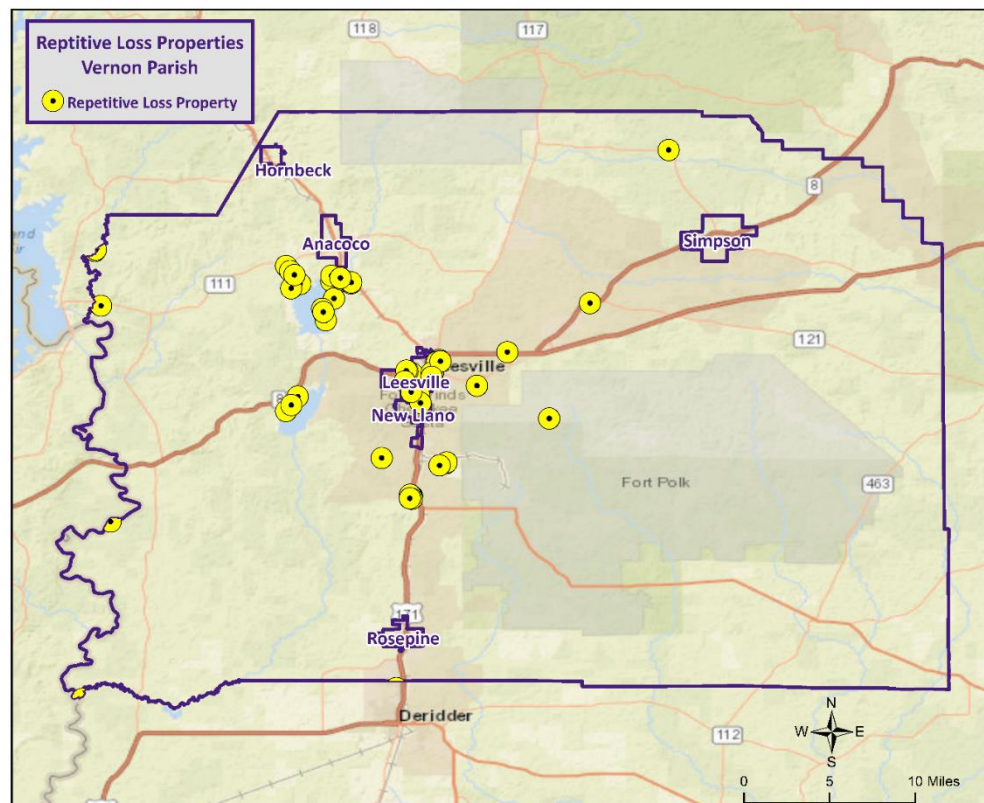 Reptitive Loss Properties
Vernon Parish
Repetitive Loss Property
118
117
Hornbeck
8
Anacoco
Simpson
111
121
Leesville
New Llano
Fort Polk
463
171
Rosepine
Deridder
112
N
W
E
S
0 5 10 Miles